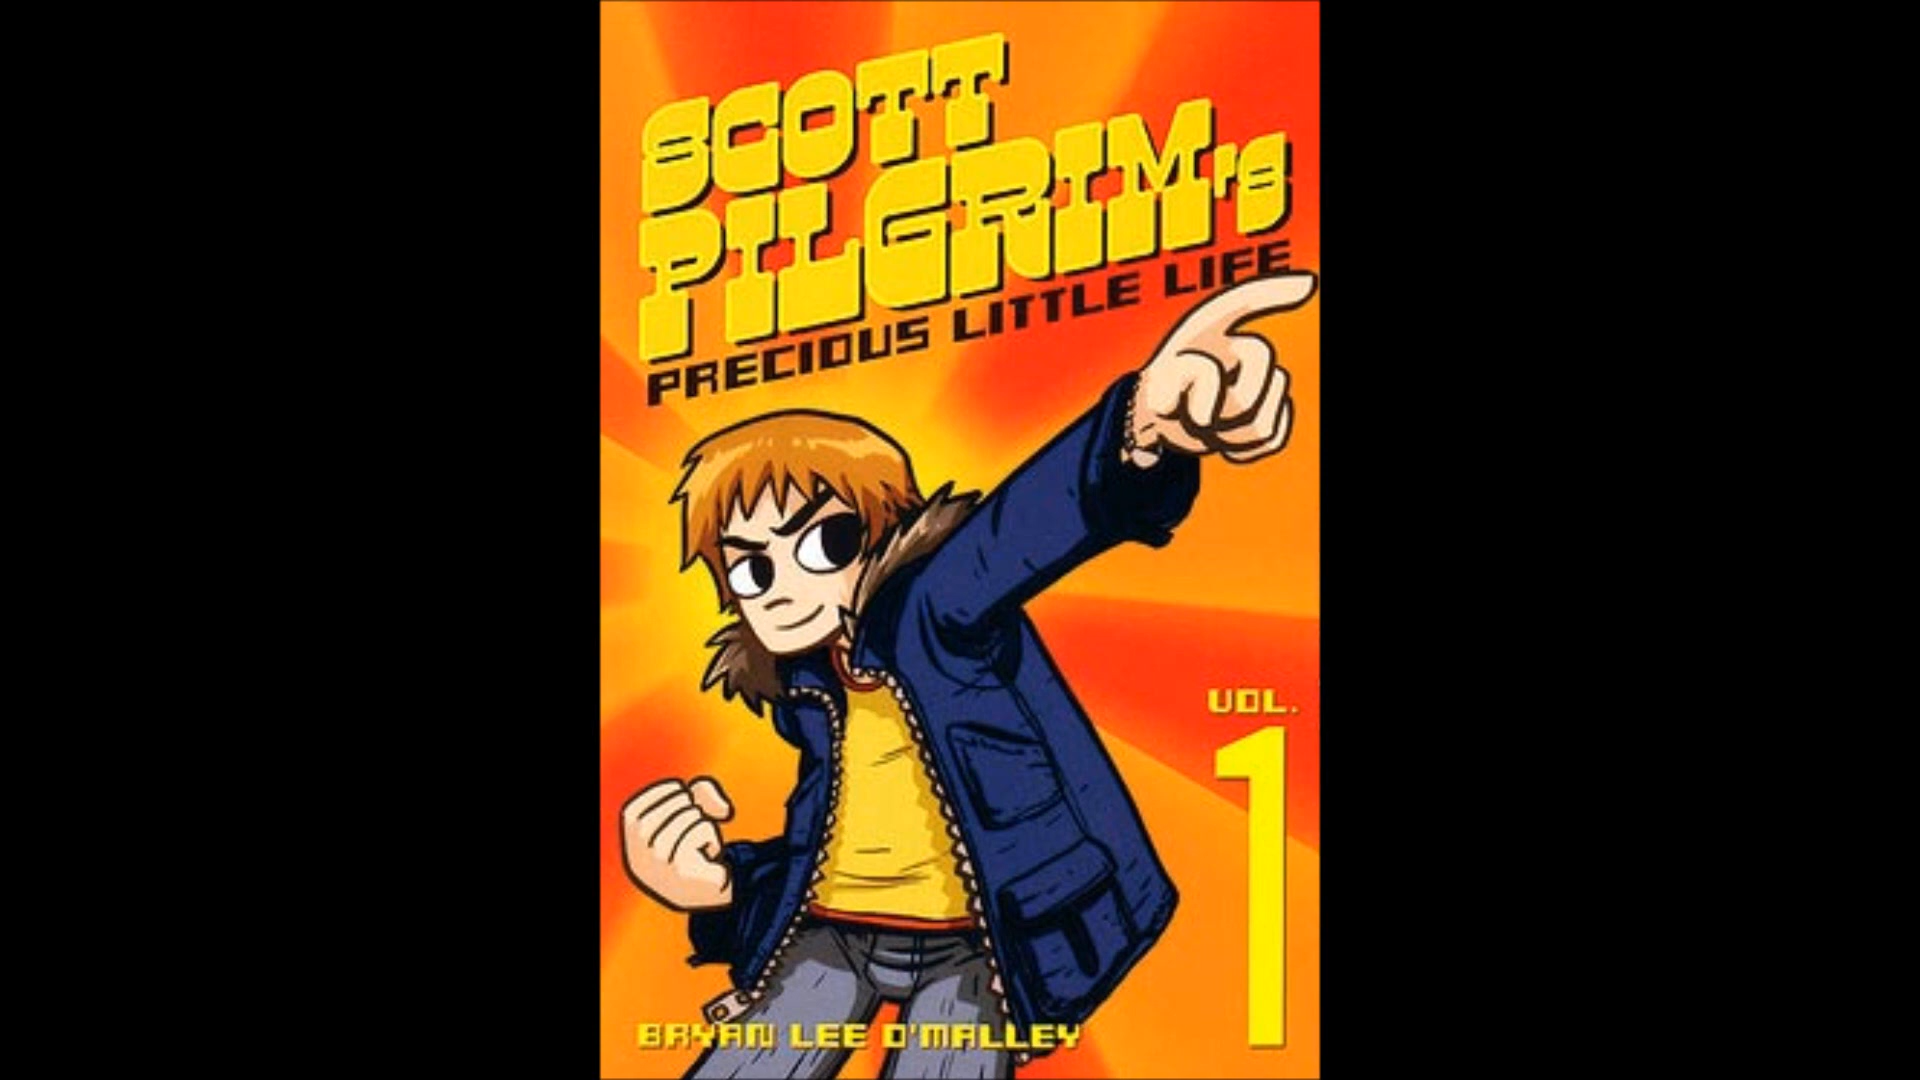 SCOTT
PILGRIM's
PRECIOUS LITTLE LIFE
VOL.
1
BRYAN LEE O'MALLEY